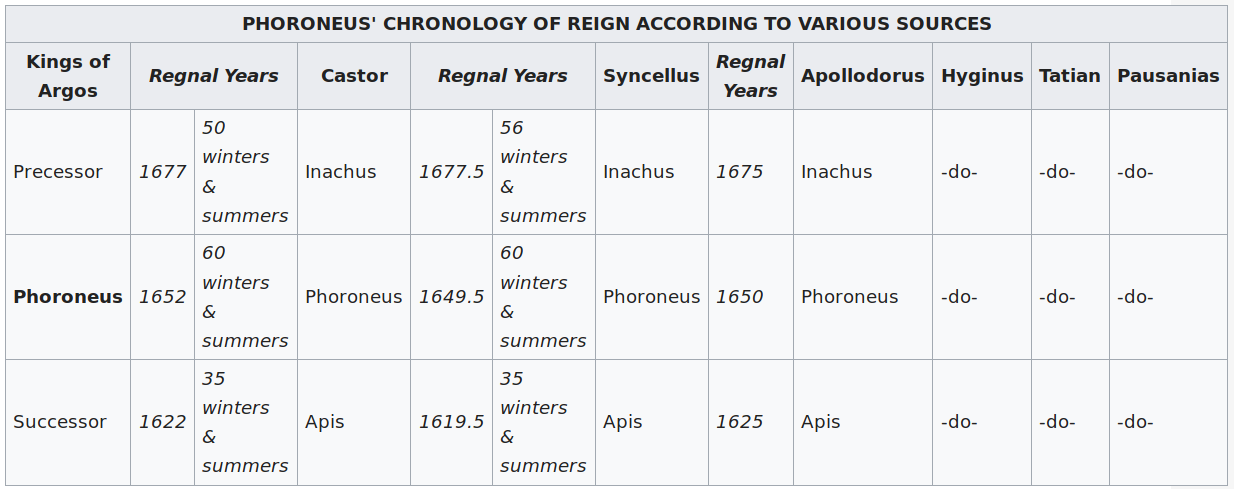 PHORONEUS' CHRONOLOGY OF REIGN ACCORDING TO VARIOUS SOURCES
Kings of Argos Regnal Years Castor Regnal Years Syncellus Regnal Years Apollodorus Hyginus Tatian Pausanias
Precessor 1677 50 winters & summers Inachus 1677.5 56 winters & summers Inachus 1675 Inachus -do- -do- -do-
Phoroneus 1652 60 winters & summers Phoroneus 1649.5 60 winters & summers Phoroneus 1650 Phoroneus -do- -do- -do-
Successor 1622 35 winters & summers Apis 1619.5 35 winters & summers Apis 1625 Apis -do- -do- -do-